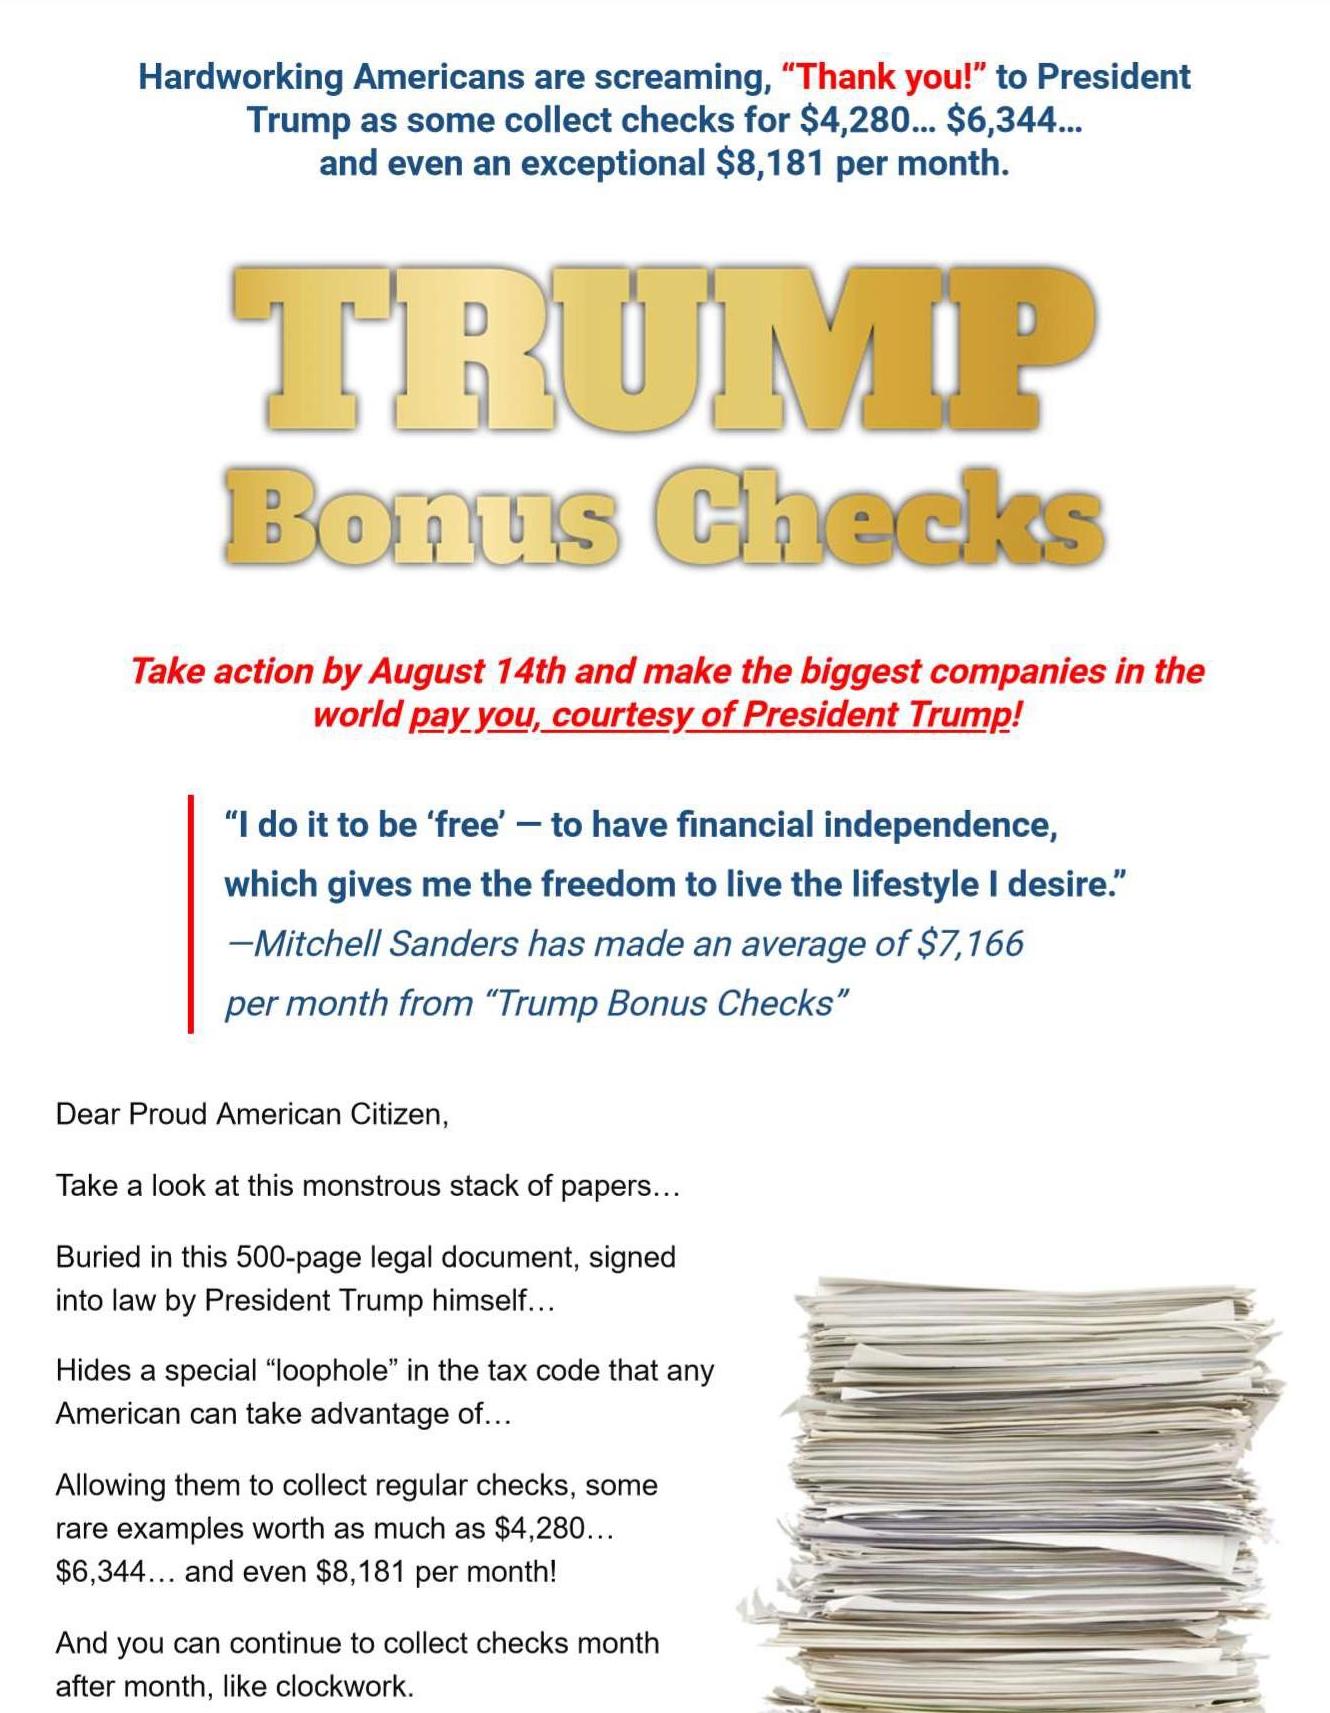 Hardworking Americans are screaming, “Thank you!” to President
Trump as some collect checks for $4,280... $6,344...
and even an exceptional $8,181 per month.
TRUMP
Bonus Checks
Take action by August 14th and make the biggest companies in the
world pay you, courtesy of President Trump!
“I do it to be ‘free’ — to have financial independence,
which gives me the freedom to live the lifestyle I desire.”
—Mitchell Sanders has made an average of $7,166
per month from “Trump Bonus Checks”
Dear Proud American Citizen,
Take a look at this monstrous stack of papers…
Buried in this 500-page legal document, signed
into law by President Trump himself…
Hides a special “loophole” in the tax code that any
American can take advantage of…
Allowing them to collect regular checks, some
rare examples worth as much as $4,280…
$6,344… and even $8,181 per month!
And you can continue to collect checks month
after month, like clockwork.